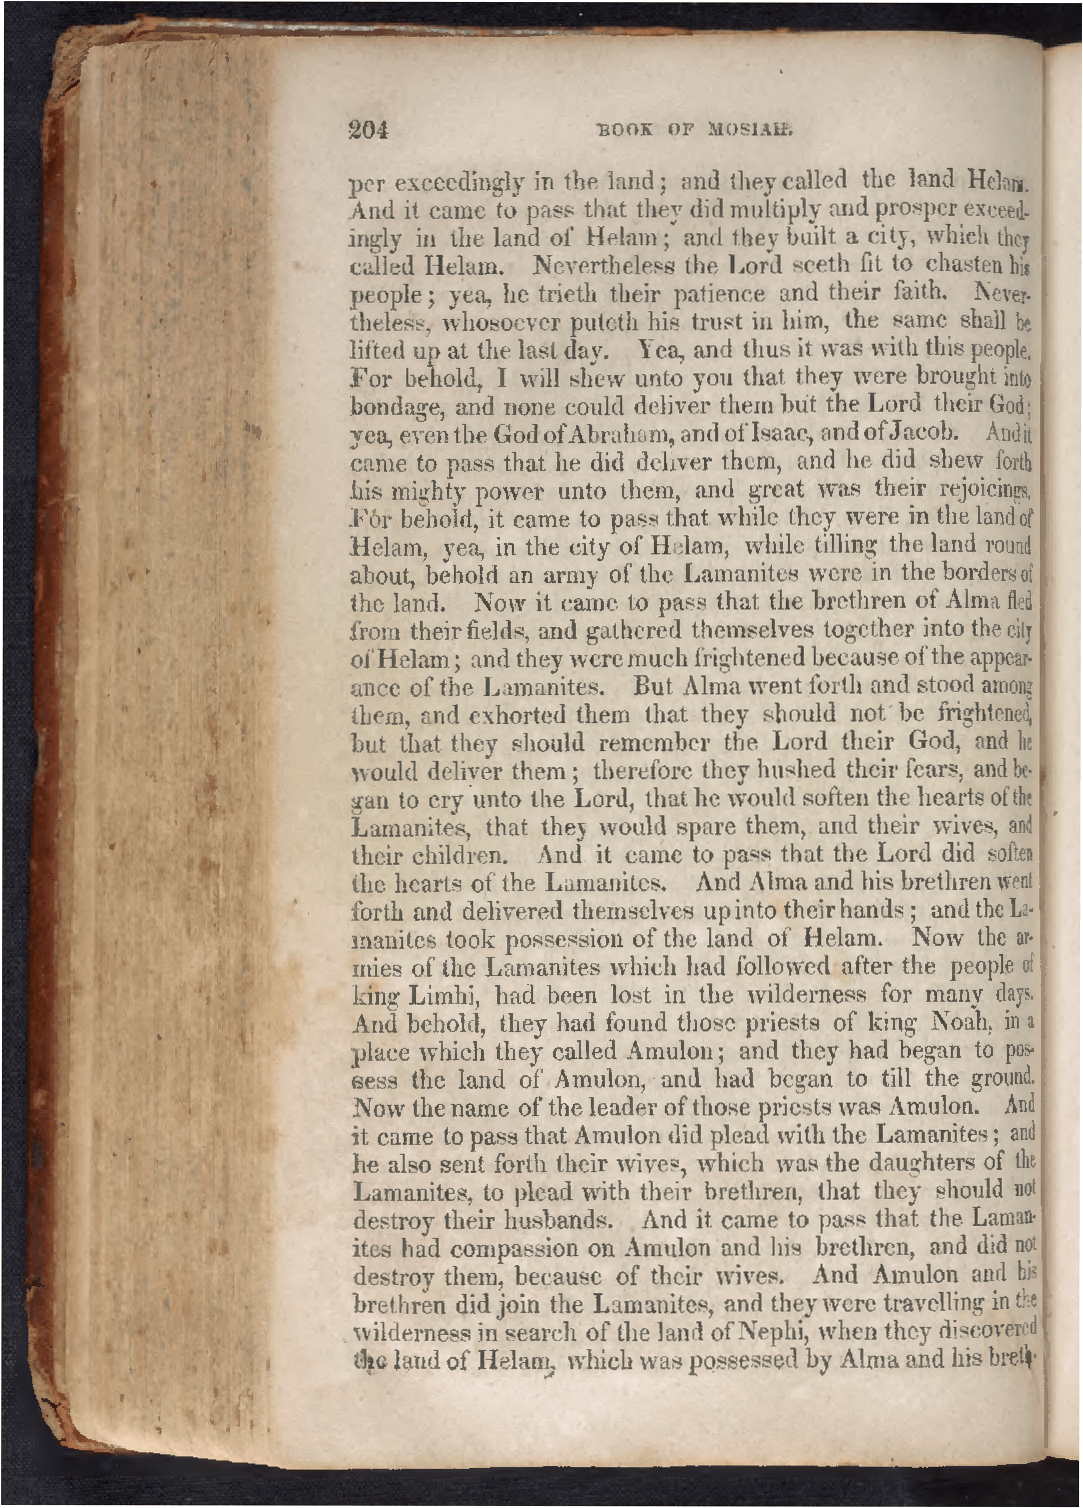 204 BOOK OF MOSIAH.
per exceedingly in the land; and they called the land Helam.
And it came to pass that they did multiply and prosper exceed-
ingly in the land of Helam; and they built a city, which they
called Helam. Nevertheless the Lord seeth fit to chasten his
people; yea, he trieth their patience and their faith. Never-
theless, whosoever puteth his trust in him, the same shall be
lifted up at the last day. Yea, and thus it was with this people.
For behold, I will shew unto you that they were brought into
bondage, and none could deliver them but the Lord their God;
yea, even the God of Abraham, and of Isaac, and of Jacob. And it
came to pass that he did deliver them, and he did shew forth
his mighty power unto them, and great was their rejoicings.
For behold, it came to pass that while they were in the land of
Helam, yea, in the city of Helam, while tilling the land round
about, behold an army of the Lamanites were in the borders of
the land. Now it came to pass that the brethren of Alma fled
from their fields, and gathered themselves together into the city
of Helam; and they were much frightened because of the appear-
ance of the Lamanites. But Alma went forth and stood among
them, and exhorted them that they should not be frightened,
but that they should remember the Lord their God, and he
would deliver them; therefore they hushed their fears, and be-
gan to cry unto the Lord, that he would soften the hearts of the
Lamanites, that they would spare them, and their wives, and
their children. And it came to pass that the Lord did soften
the hearts of the Lamanites. And Alma and his brethren went
forth and delivered themselves up into their hands; and the La-
manites took possession of the land of Helam. Now the ar-
mies of the Lamanites which had followed after the people of
king Limhi, had been lost in the wilderness for many days.
And behold, they had found those priests of king Noah, in a
place which they called Amulon; and they had began to pos-
sess the land of Amulon, and had began to till the ground.
Now the name of the leader of those priests was Amulon. And
it came to pass that Amulon did plead with the Lamanites; and
he also sent forth their wives, which was the daughters of the
Lamanites, to plead with their brethren, that they should not
destroy their husbands. And it came to pass that the Laman-
ites had compassion on Amulon and his brethren, and did not
destroy them, because of their wives. And Amulon and his
brethren did join the Lamanites, and they were travelling in the
wilderness in search of the land of Nephi, when they discovered
the land of Helam, which was possessed by Alma and his breth-